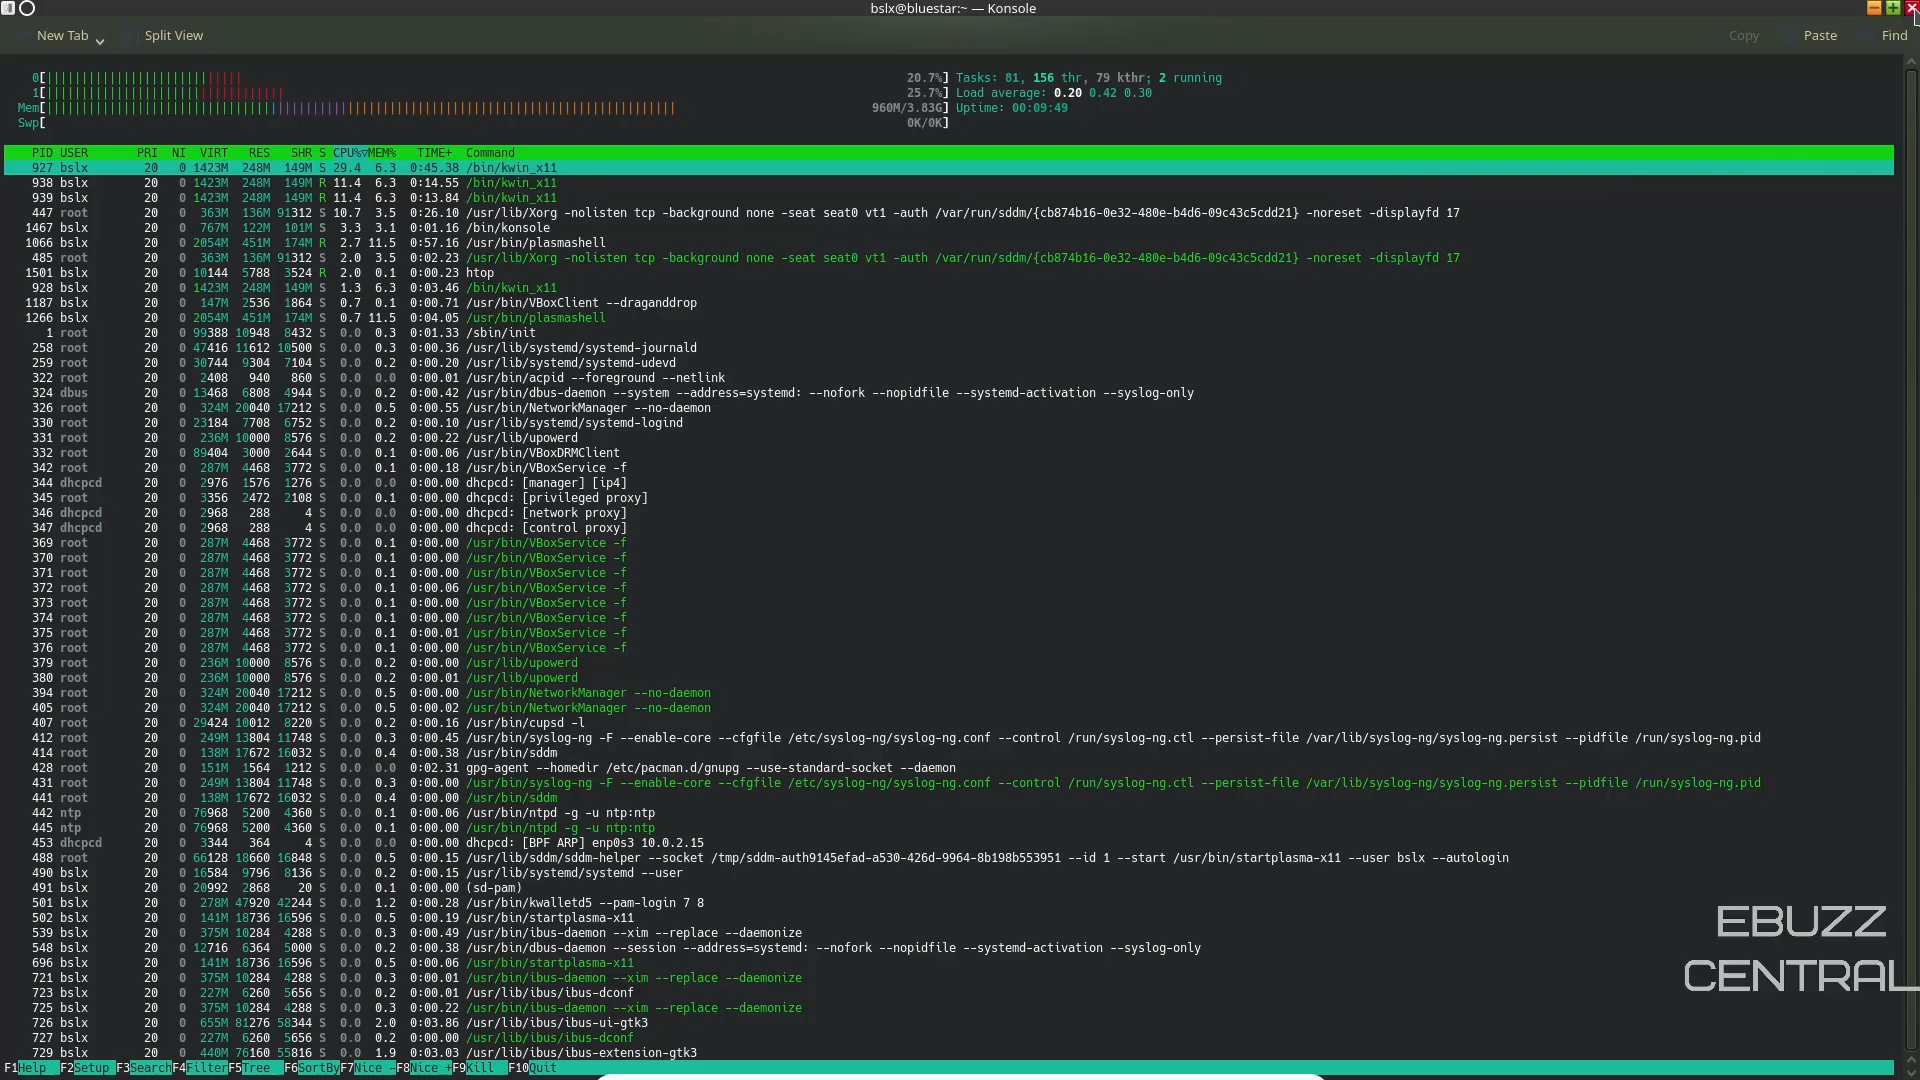 bslx@bluestar:~ — Konsole
New Tab Split View Copy Paste Find
0[ 20.7%] Tasks: 81, 156 thr, 79 kthr; 2 running
1[ 25.7%] Load average: 0.20 0.42 0.30
Mem[ 960M/3.83G] Uptime: 00:09:49
Swp[ 0K/0K]
PID USER PRI NI VIRT RES SHR S CPU%▽MEM% TIME+ Command
927 bslx 20 0 1423M 248M 149M S 29.4 6.3 0:45.38 /bin/kwin_x11
938 bslx 20 0 1423M 248M 149M R 11.4 6.3 0:14.55 /bin/kwin_x11
939 bslx 20 0 1423M 248M 149M R 11.4 6.3 0:13.84 /bin/kwin_x11
447 root 20 0 363M 136M 91312 S 10.7 3.5 0:26.10 /usr/lib/Xorg -nolisten tcp -background none -seat seat0 vt1 -auth /var/run/sddm/{cb874b16-0e32-480e-b4d6-09c43c5cdd21} -noreset -displayfd 17
1467 bslx 20 0 767M 122M 101M S 3.3 3.1 0:01.16 /bin/konsole
1066 bslx 20 0 2054M 451M 174M R 2.7 11.5 0:57.16 /usr/bin/plasmashell
485 root 20 0 363M 136M 91312 S 2.0 3.5 0:02.23 /usr/lib/Xorg -nolisten tcp -background none -seat seat0 vt1 -auth /var/run/sddm/{cb874b16-0e32-480e-b4d6-09c43c5cdd21} -noreset -displayfd 17
1501 bslx 20 0 10144 5788 3524 R 2.0 0.1 0:00.23 htop
928 bslx 20 0 1423M 248M 149M S 1.3 6.3 0:03.46 /bin/kwin_x11
1187 bslx 20 0 147M 2536 1864 S 0.7 0.1 0:00.71 /usr/bin/VBoxClient --draganddrop
1266 bslx 20 0 2054M 451M 174M S 0.7 11.5 0:04.05 /usr/bin/plasmashell
1 root 20 0 99388 10948 8432 S 0.0 0.3 0:01.33 /sbin/init
258 root 20 0 47416 11612 10500 S 0.0 0.3 0:00.36 /usr/lib/systemd/systemd-journald
259 root 20 0 30744 9304 7104 S 0.0 0.2 0:00.20 /usr/lib/systemd/systemd-udevd
322 root 20 0 2408 940 860 S 0.0 0.0 0:00.01 /usr/bin/acpid --foreground --netlink
324 dbus 20 0 13468 6808 4944 S 0.0 0.2 0:00.42 /usr/bin/dbus-daemon --system --address=systemd: --nofork --nopidfile --systemd-activation --syslog-only
326 root 20 0 324M 20040 17212 S 0.0 0.5 0:00.55 /usr/bin/NetworkManager --no-daemon
330 root 20 0 23184 7708 6752 S 0.0 0.2 0:00.10 /usr/lib/systemd/systemd-logind
331 root 20 0 236M 10000 8576 S 0.0 0.2 0:00.22 /usr/lib/upowerd
332 root 20 0 89404 3000 2644 S 0.0 0.1 0:00.06 /usr/bin/VBoxDRMClient
342 root 20 0 287M 4468 3772 S 0.0 0.1 0:00.18 /usr/bin/VBoxService -f
344 dhcpcd 20 0 2976 1576 1276 S 0.0 0.0 0:00.00 dhcpcd: [manager] [ip4]
345 root 20 0 3356 2472 2108 S 0.0 0.1 0:00.00 dhcpcd: [privileged proxy]
346 dhcpcd 20 0 2968 288 4 S 0.0 0.0 0:00.00 dhcpcd: [network proxy]
347 dhcpcd 20 0 2968 288 4 S 0.0 0.0 0:00.00 dhcpcd: [control proxy]
369 root 20 0 287M 4468 3772 S 0.0 0.1 0:00.00 /usr/bin/VBoxService -f
370 root 20 0 287M 4468 3772 S 0.0 0.1 0:00.00 /usr/bin/VBoxService -f
371 root 20 0 287M 4468 3772 S 0.0 0.1 0:00.00 /usr/bin/VBoxService -f
372 root 20 0 287M 4468 3772 S 0.0 0.1 0:00.06 /usr/bin/VBoxService -f
373 root 20 0 287M 4468 3772 S 0.0 0.1 0:00.00 /usr/bin/VBoxService -f
374 root 20 0 287M 4468 3772 S 0.0 0.1 0:00.00 /usr/bin/VBoxService -f
375 root 20 0 287M 4468 3772 S 0.0 0.1 0:00.01 /usr/bin/VBoxService -f
376 root 20 0 287M 4468 3772 S 0.0 0.1 0:00.00 /usr/bin/VBoxService -f
379 root 20 0 236M 10000 8576 S 0.0 0.2 0:00.00 /usr/lib/upowerd
380 root 20 0 236M 10000 8576 S 0.0 0.2 0:00.01 /usr/lib/upowerd
394 root 20 0 324M 20040 17212 S 0.0 0.5 0:00.00 /usr/bin/NetworkManager --no-daemon
405 root 20 0 324M 20040 17212 S 0.0 0.5 0:00.02 /usr/bin/NetworkManager --no-daemon
407 root 20 0 29424 10012 8220 S 0.0 0.2 0:00.16 /usr/bin/cupsd -l
412 root 20 0 249M 13804 11748 S 0.0 0.3 0:00.45 /usr/bin/syslog-ng -F --enable-core --cfgfile /etc/syslog-ng/syslog-ng.conf --control /run/syslog-ng.ctl --persist-file /var/lib/syslog-ng/syslog-ng.persist --pidfile /run/syslog-ng.pid
414 root 20 0 138M 17672 16032 S 0.0 0.4 0:00.38 /usr/bin/sddm
428 root 20 0 151M 1564 1212 S 0.0 0.0 0:02.31 gpg-agent --homedir /etc/pacman.d/gnupg --use-standard-socket --daemon
431 root 20 0 249M 13804 11748 S 0.0 0.3 0:00.00 /usr/bin/syslog-ng -F --enable-core --cfgfile /etc/syslog-ng/syslog-ng.conf --control /run/syslog-ng.ctl --persist-file /var/lib/syslog-ng/syslog-ng.persist --pidfile /run/syslog-ng.pid
441 root 20 0 138M 17672 16032 S 0.0 0.4 0:00.00 /usr/bin/sddm
442 ntp 20 0 76968 5200 4360 S 0.0 0.1 0:00.06 /usr/bin/ntpd -g -u ntp:ntp
445 ntp 20 0 76968 5200 4360 S 0.0 0.1 0:00.00 /usr/bin/ntpd -g -u ntp:ntp
453 dhcpcd 20 0 3344 364 4 S 0.0 0.0 0:00.00 dhcpcd: [BPF ARP] enp0s3 10.0.2.15
488 root 20 0 66128 18660 16848 S 0.0 0.5 0:00.15 /usr/lib/sddm/sddm-helper --socket /tmp/sddm-auth9145efad-a530-426d-9964-8b198b553951 --id 1 --start /usr/bin/startplasma-x11 --user bslx --autologin
490 bslx 20 0 16584 9796 8136 S 0.0 0.2 0:00.15 /usr/lib/systemd/systemd --user
491 bslx 20 0 20992 2868 20 S 0.0 0.1 0:00.00 (sd-pam)
501 bslx 20 0 278M 47920 42244 S 0.0 1.2 0:00.28 /usr/bin/kwalletd5 --pam-login 7 8
502 bslx 20 0 141M 18736 16596 S 0.0 0.5 0:00.19 /usr/bin/startplasma-x11
539 bslx 20 0 375M 10284 4288 S 0.0 0.3 0:00.49 /usr/bin/ibus-daemon --xim --replace --daemonize
548 bslx 20 0 12716 6364 5000 S 0.0 0.2 0:00.38 /usr/bin/dbus-daemon --session --address=systemd: --nofork --nopidfile --systemd-activation --syslog-only
696 bslx 20 0 141M 18736 16596 S 0.0 0.5 0:00.06 /usr/bin/startplasma-x11
721 bslx 20 0 375M 10284 4288 S 0.0 0.3 0:00.01 /usr/bin/ibus-daemon --xim --replace --daemonize
723 bslx 20 0 227M 6260 5656 S 0.0 0.2 0:00.01 /usr/lib/ibus/ibus-dconf
725 bslx 20 0 375M 10284 4288 S 0.0 0.3 0:00.22 /usr/bin/ibus-daemon --xim --replace --daemonize
726 bslx 20 0 655M 81276 58344 S 0.0 2.0 0:03.86 /usr/lib/ibus/ibus-ui-gtk3
727 bslx 20 0 227M 6260 5656 S 0.0 0.2 0:00.00 /usr/lib/ibus/ibus-dconf
729 bslx 20 0 440M 76160 55816 S 0.0 1.9 0:03.03 /usr/lib/ibus/ibus-extension-gtk3
F1Help F2Setup F3SearchF4FilterF5Tree F6SortByF7Nice -F8Nice +F9Kill F10Quit
EBUZZ
CENTRAL